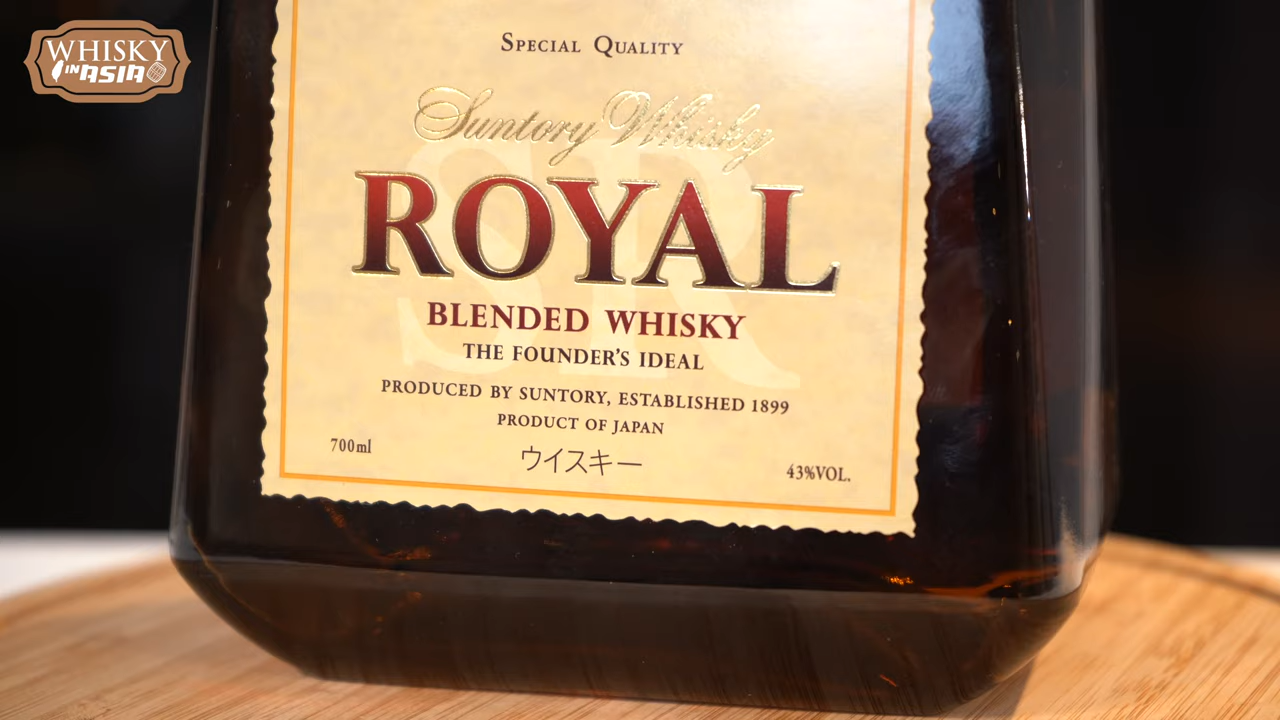 WHISKY
IN ASIA
SPECIAL QUALITY
Suntory Whisky
SR
ROYAL
BLENDED WHISKY
THE FOUNDER'S IDEAL
PRODUCED BY SUNTORY, ESTABLISHED 1899
PRODUCT OF JAPAN
700ml
ウイスキー
43%VOL.